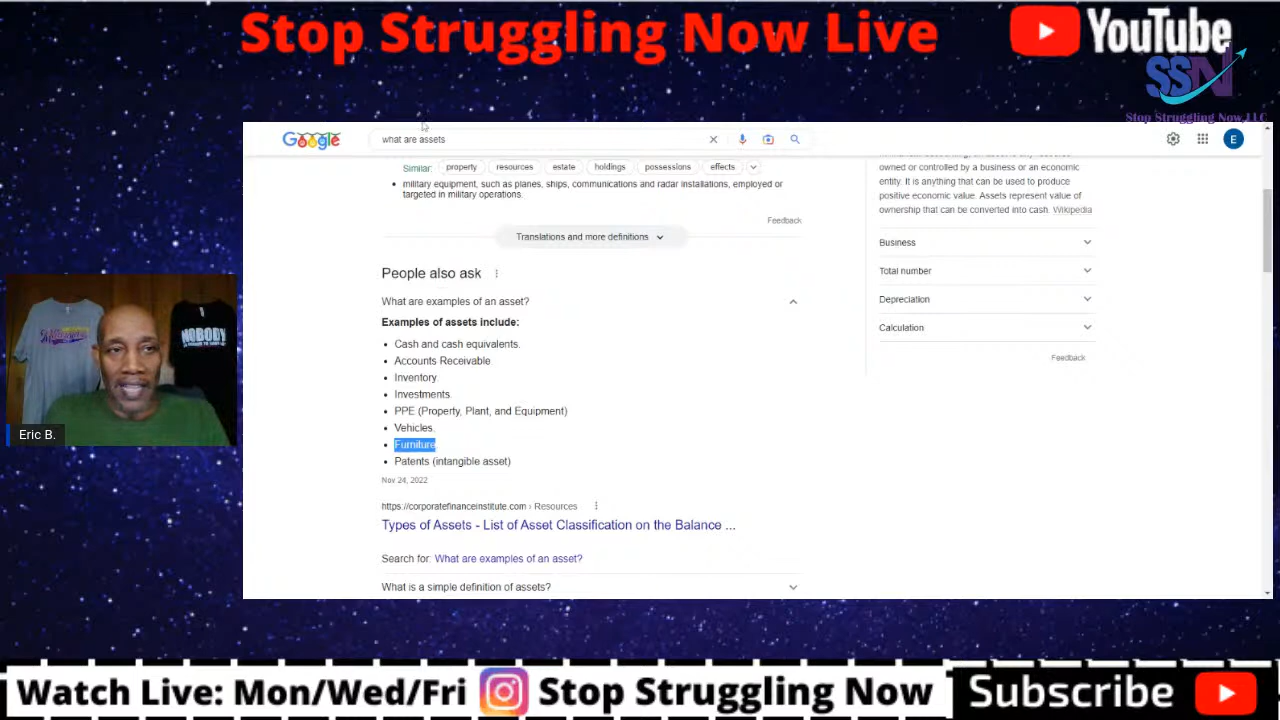 Stop Struggling Now Live
YouTube
SSN
Stop Struggling Now, LLC
Google
what are assets
E
Similar: property resources estate holdings possessions effects
military equipment, such as planes, ships, communications and radar installations, employed or
targeted in military operations.
Feedback
Translations and more definitions
People also ask
What are examples of an asset?
Examples of assets include:
Cash and cash equivalents.
Accounts Receivable
Inventory
Investments
PPE (Property, Plant, and Equipment)
Vehicles.
Furniture
Patents (intangible asset)
Nov 24, 2022
https://corporatefinanceinstitute.com › Resources
Types of Assets - List of Asset Classification on the Balance ...
Search for: What are examples of an asset?
What is a simple definition of assets?
owned or controlled by a business or an economic
entity. It is anything that can be used to produce
positive economic value. Assets represent value of
ownership that can be converted into cash. Wikipedia
Business
Total number
Depreciation
Calculation
Feedback
NOBODY
Eric B.
Watch Live: Mon/Wed/Fri
Stop Struggling Now
Subscribe